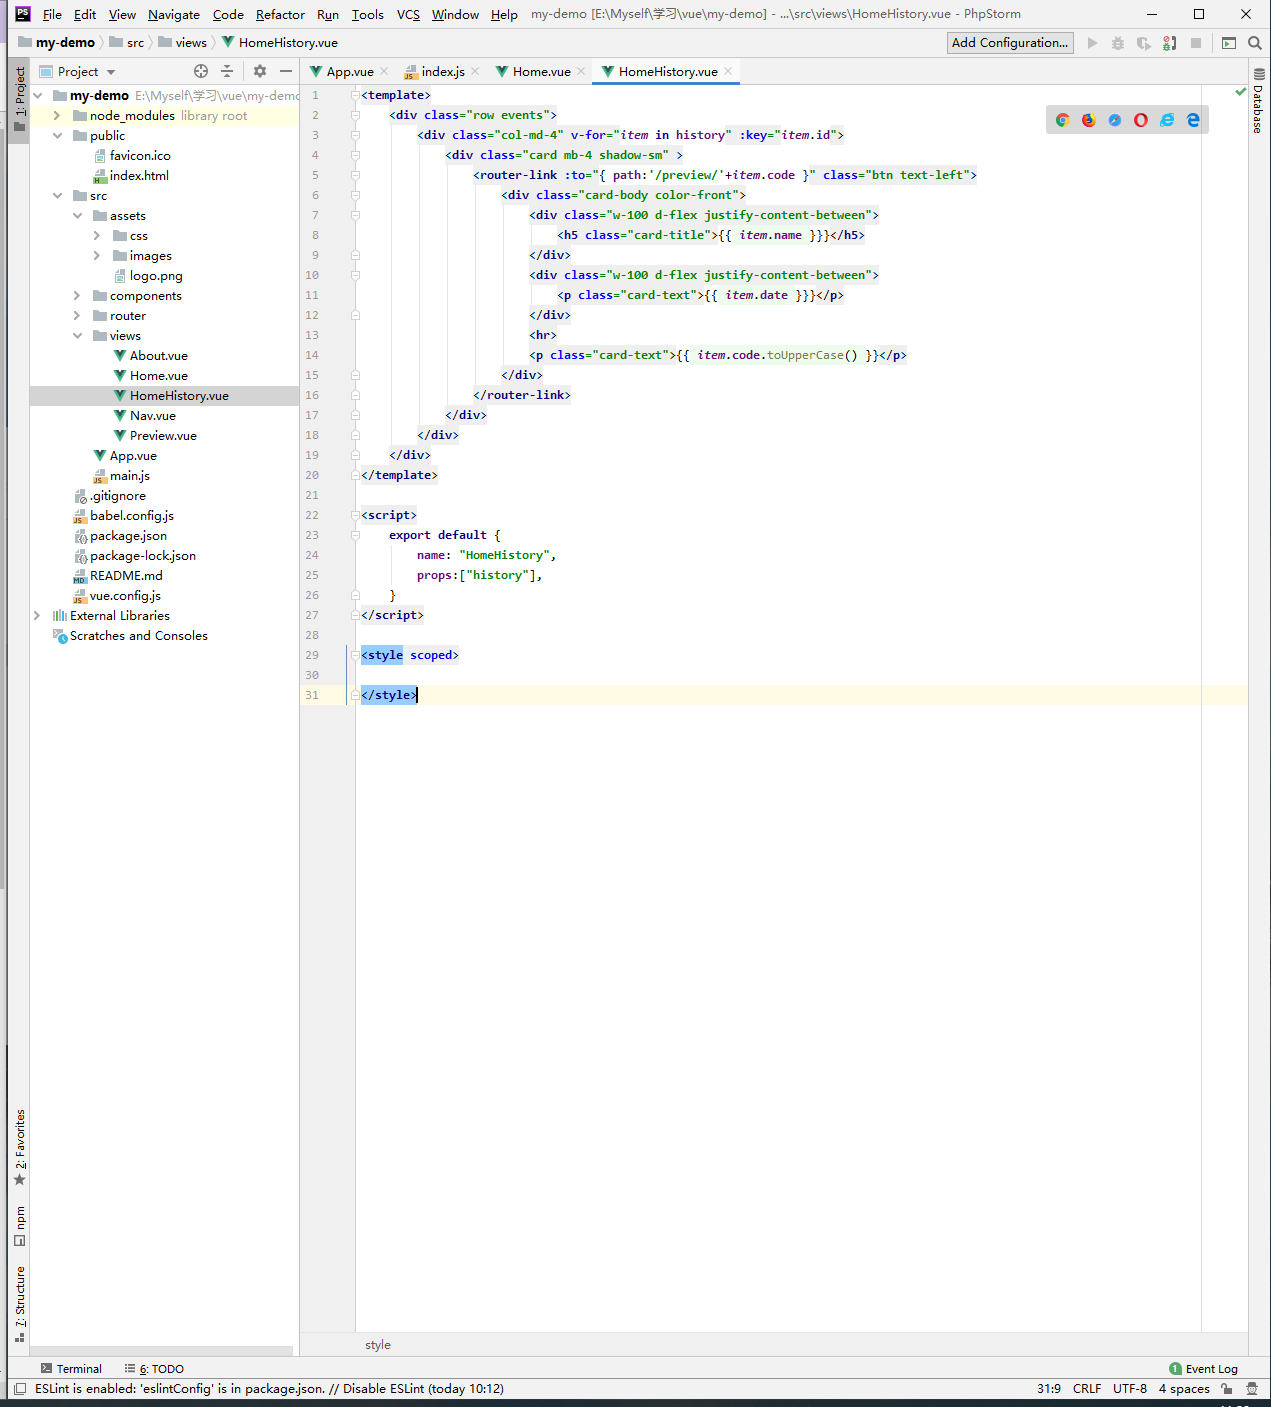 File Edit View Navigate Code Refactor Run Tools VCS Window Help my-demo [E:\Myself\学习\vue\my-demo] - ...\src\views\HomeHistory.vue - PhpStorm
my-demo src views HomeHistory.vue Add Configuration...
Project App.vue index.js Home.vue HomeHistory.vue
1: Project
Database
my-demo E:\Myself\学习\vue\my-demo
node_modules library root
public
favicon.ico
index.html
src
assets
css
images
logo.png
components
router
views
About.vue
Home.vue
HomeHistory.vue
Nav.vue
Preview.vue
App.vue
main.js
.gitignore
babel.config.js
package.json
package-lock.json
README.md
vue.config.js
External Libraries
Scratches and Consoles
1 <template>
2 <div class="row events">
3 <div class="col-md-4" v-for="item in history" :key="item.id">
4 <div class="card mb-4 shadow-sm" >
5 <router-link :to="{ path:'/preview/'+item.code }" class="btn text-left">
6 <div class="card-body color-front">
7 <div class="w-100 d-flex justify-content-between">
8 <h5 class="card-title">{{ item.name }}}</h5>
9 </div>
10 <div class="w-100 d-flex justify-content-between">
11 <p class="card-text">{{ item.date }}}</p>
12 </div>
13 <hr>
14 <p class="card-text">{{ item.code.toUpperCase() }}</p>
15 </div>
16 </router-link>
17 </div>
18 </div>
19 </div>
20 </template>
21
22 <script>
23 export default {
24 name: "HomeHistory",
25 props:["history"],
26 }
27 </script>
28
29 <style scoped>
30
31 </style>
2: Favorites
npm
7: Structure
style
Terminal 6: TODO 1 Event Log
ESLint is enabled: 'eslintConfig' is in package.json. // Disable ESLint (today 10:12) 31:9 CRLF UTF-8 4 spaces